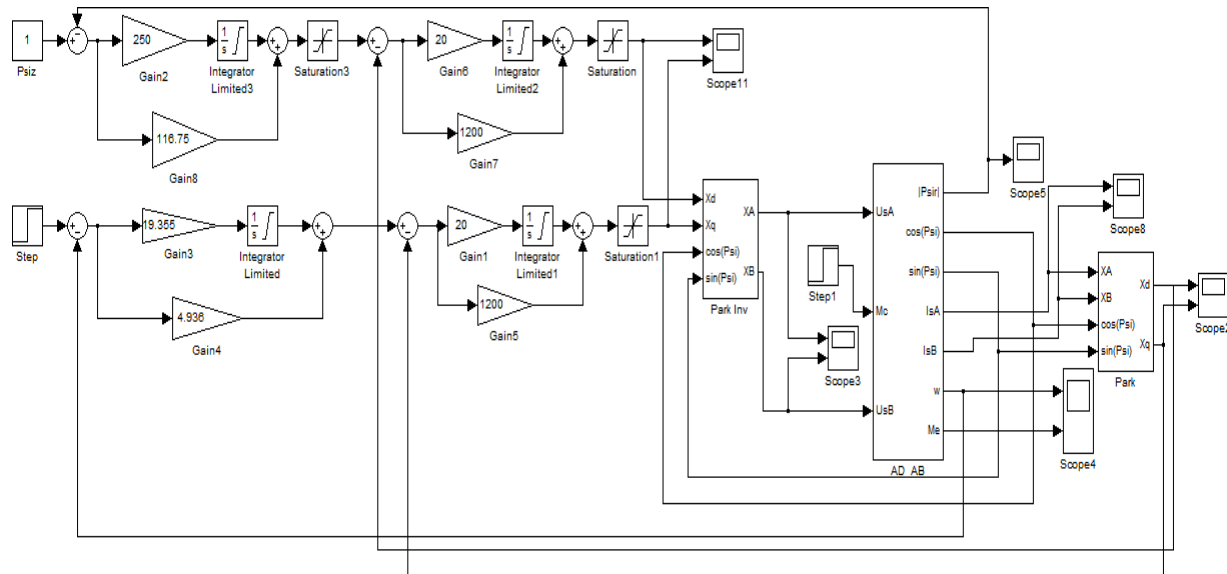 1
Psiz
250
Gain2
1
s
Integrator
Limited3
Saturation3
116.75
Gain8
20
Gain6
1
s
Integrator
Limited2
Saturation
1200
Gain7
Scope11
Step
19.355
Gain3
1
s
Integrator
Limited
4.936
Gain4
20
Gain1
1
s
Integrator
Limited1
Saturation1
1200
Gain5
Xd
Xq
cos(Psi)
sin(Psi)
XA
XB
Park Inv
Step1
Scope3
UsA
Mc
UsB
|Psir|
cos(Psi)
sin(Psi)
IsA
IsB
w
Me
AD_AB
Scope5
Scope8
XA
XB
cos(Psi)
sin(Psi)
Xd
Xq
Park
Scope2
Scope4